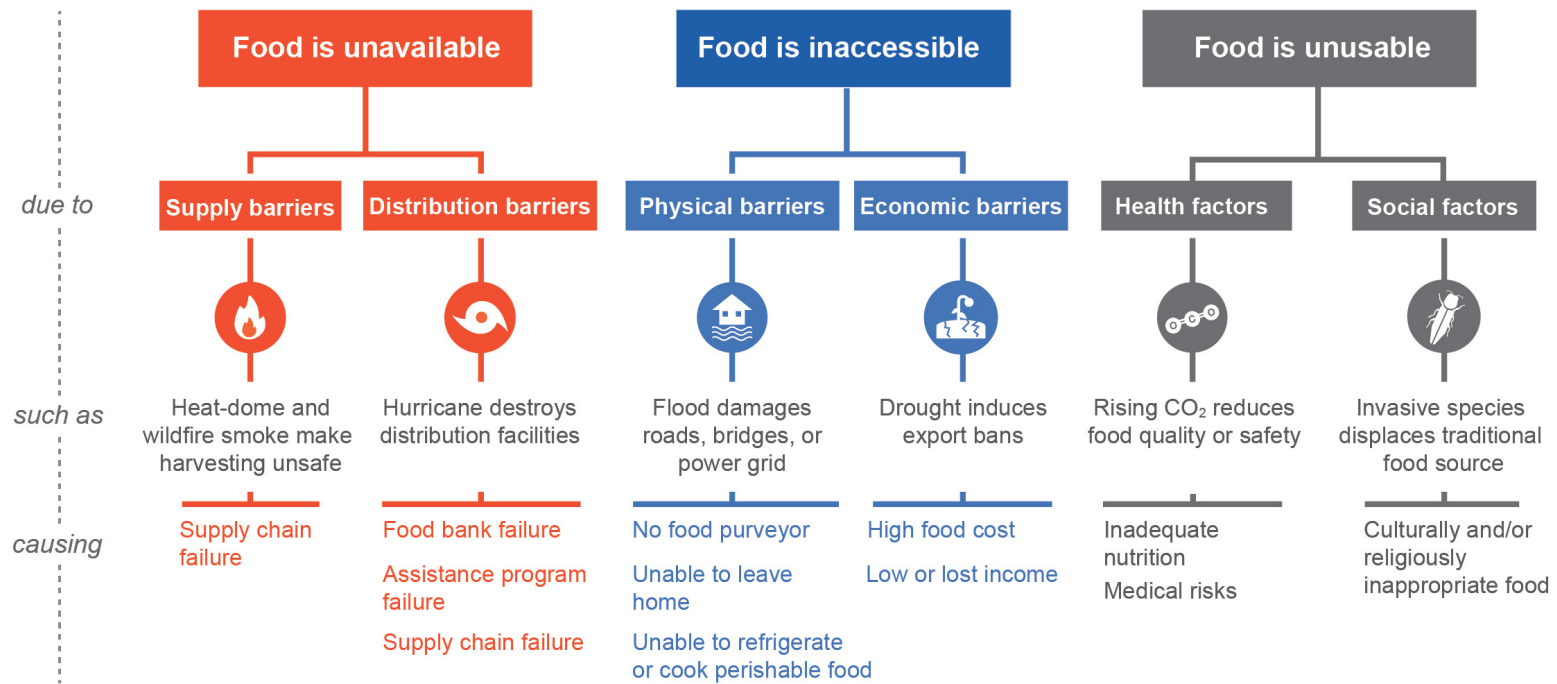 Food is unavailable
Food is inaccessible
Food is unusable
due to
Supply barriers
Distribution barriers
Physical barriers
Economic barriers
Health factors
Social factors
O C O
such as
Heat-dome and
wildfire smoke make
harvesting unsafe
Hurricane destroys
distribution facilities
Flood damages
roads, bridges, or
power grid
Drought induces
export bans
Rising CO₂ reduces
food quality or safety
Invasive species
displaces traditional
food source
causing
Supply chain
failure
Food bank failure
Assistance program
failure
Supply chain failure
No food purveyor
Unable to leave
home
Unable to refrigerate
or cook perishable food
High food cost
Low or lost income
Inadequate
nutrition
Medical risks
Culturally and/or
religiously
inappropriate food